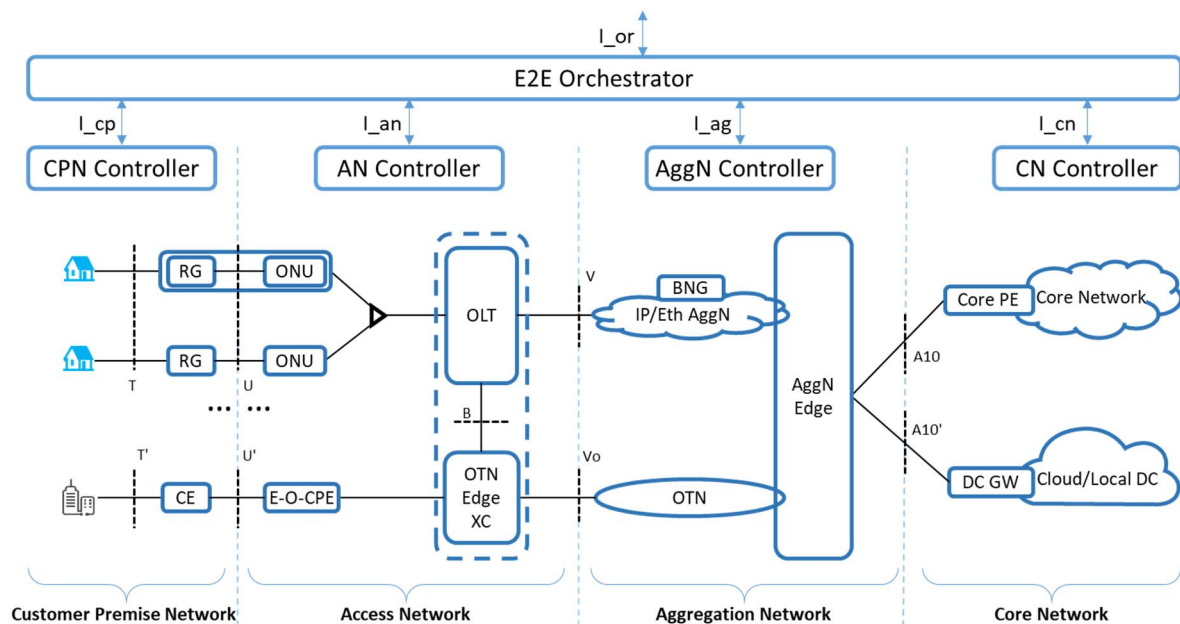 I_or
E2E Orchestrator
I_cp
I_an
I_ag
I_cn
CPN Controller
AN Controller
AggN Controller
CN Controller
RG
ONU
OLT
V
BNG
IP/Eth AggN
Core PE
Core Network
RG
ONU
T
U
A10
AggN
Edge
... ...
B
A10'
T'
U'
Vo
CE
E-O-CPE
OTN
Edge
XC
OTN
DC GW
Cloud/Local DC
Customer Premise Network
Access Network
Aggregation Network
Core Network